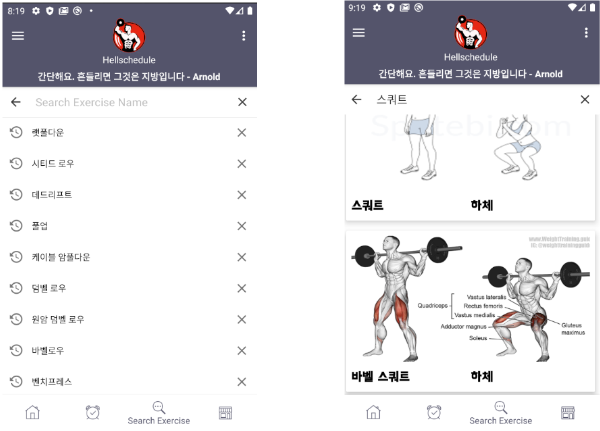 8:19
Hellschedule
간단해요. 흔들리면 그것은 지방입니다 - Arnold
Search Exercise Name
랫풀다운
시티드 로우
데드리프트
풀업
케이블 암풀다운
덤벨 로우
원암 덤벨 로우
바벨로우
벤치프레스
Search Exercise
9:19
Hellschedule
간단해요. 흔들리면 그것은 지방입니다 - Arnold
스쿼트
스쿼트 하체
Quadriceps
Vastus lateralis
Rectus femoris
Vastus medialis
Adductor magnus
Soleus
Gluteus
maximus
바벨 스쿼트 하체
Search Exercise